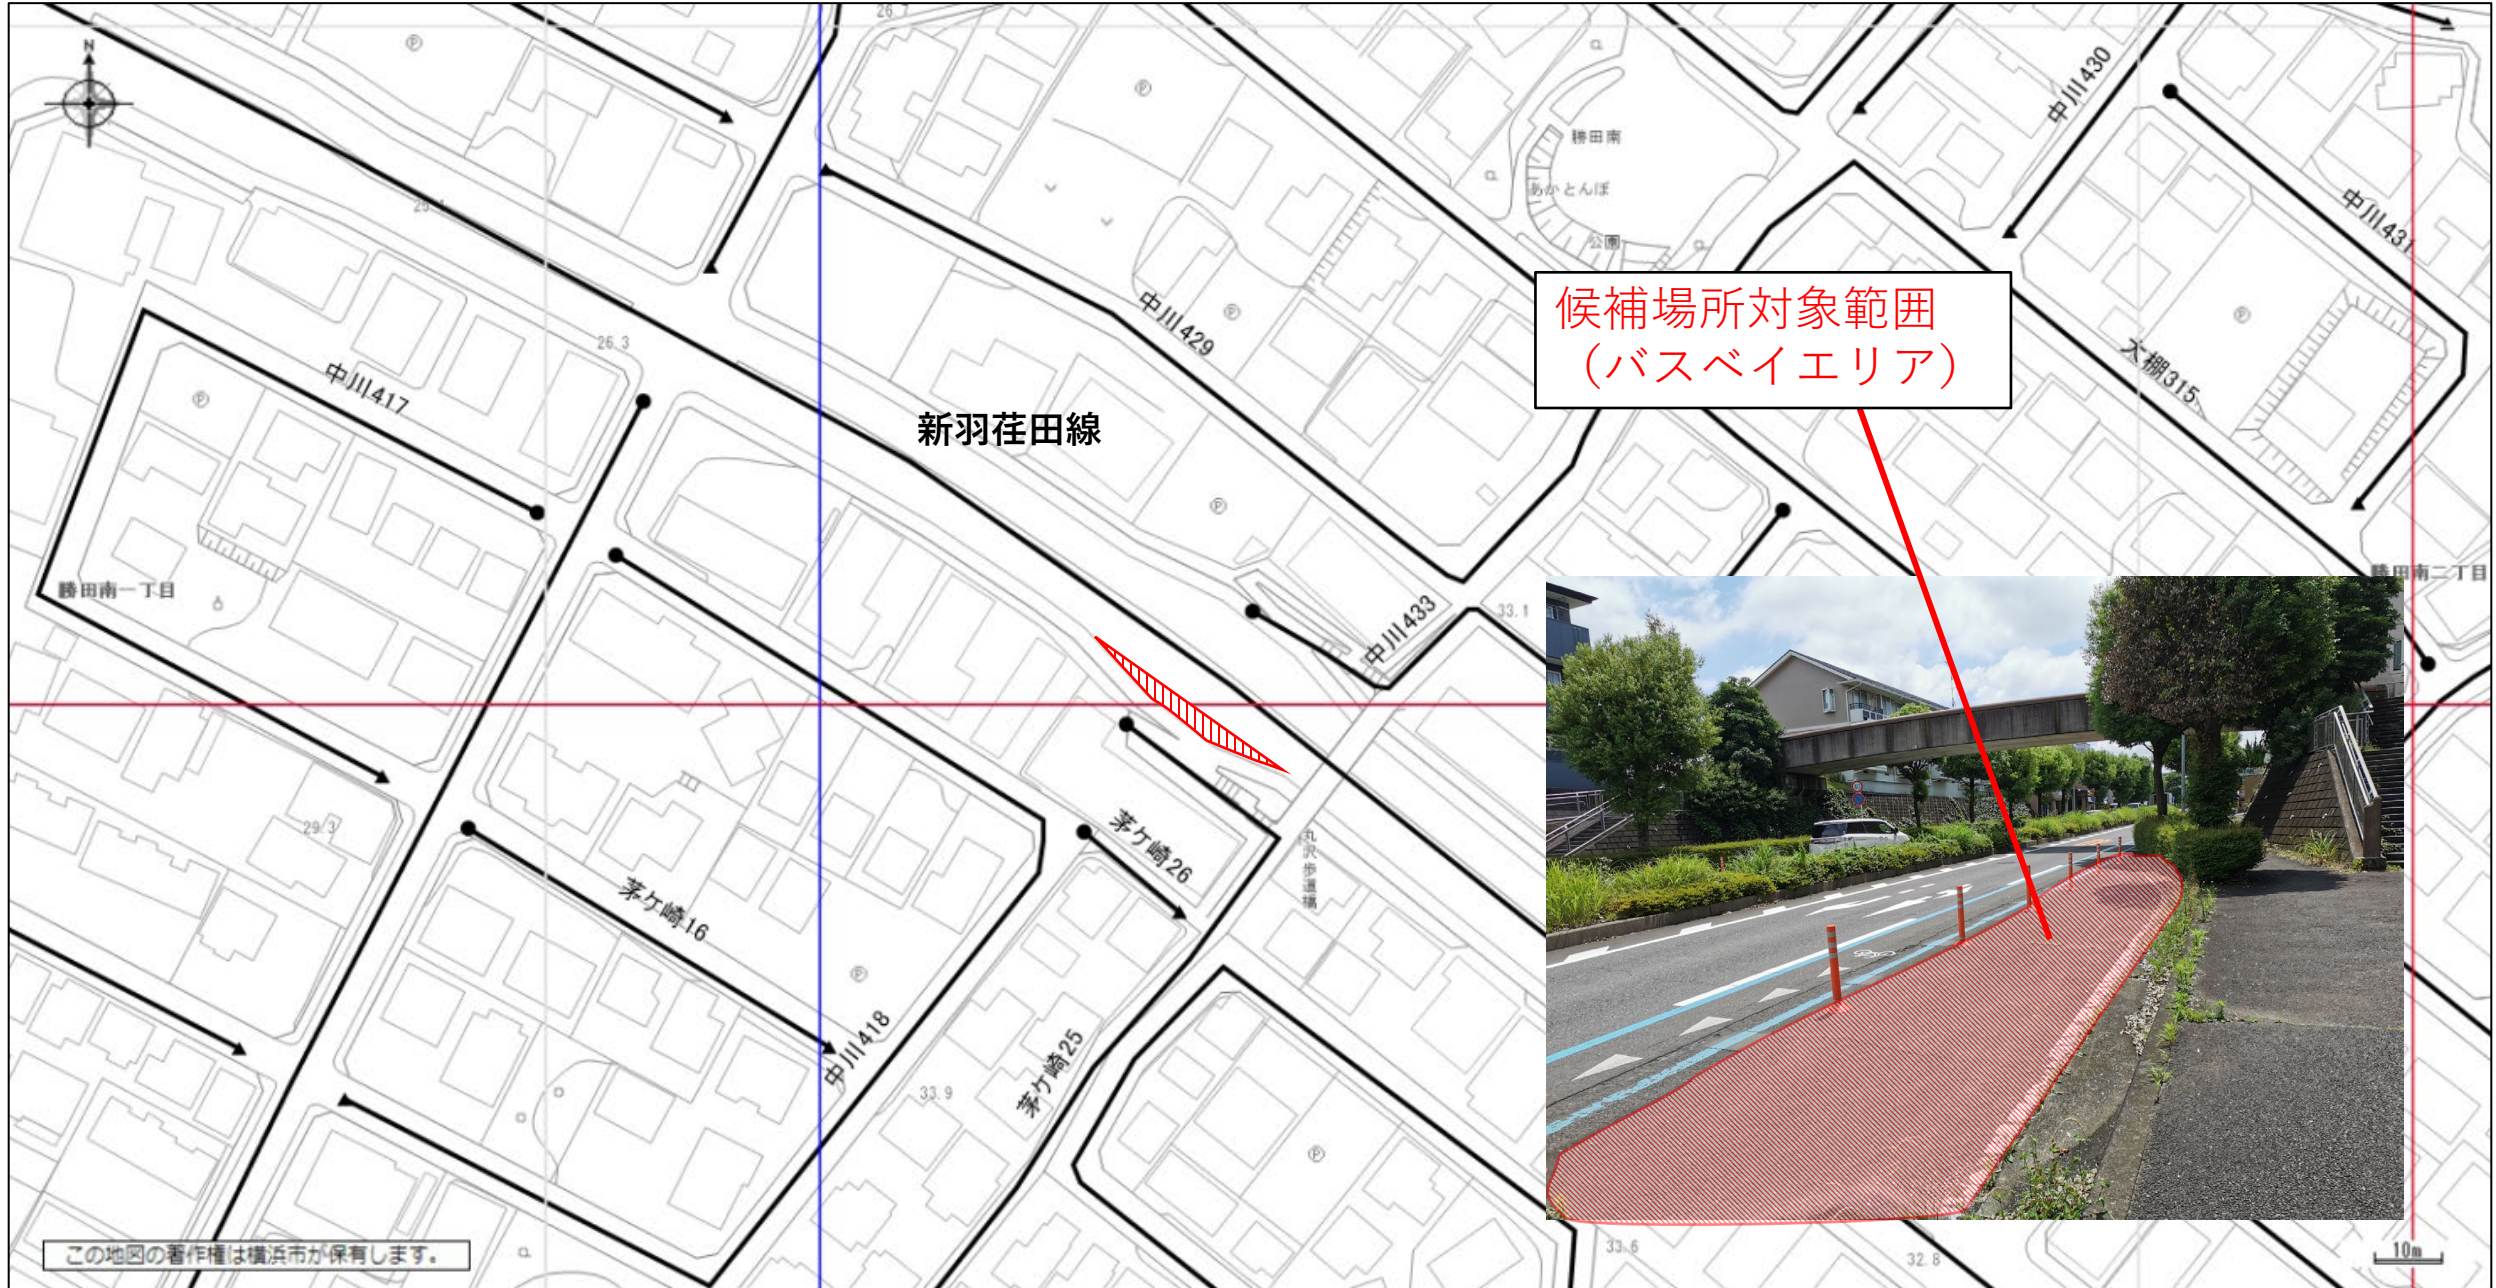 26.7
N
中川430
勝田南
あかとんぼ
公園
中川431
中川429
候補場所対象範囲
（バスベイエリア）
26.3
中川417
大棚315
新羽荏田線
勝田南一丁目
勝田南二丁目
中川433
33.1
29.3
茅ケ崎26
丸沢歩道橋
茅ケ崎16
中川418
茅ケ崎25
33.9
この地図の著作権は横浜市が保有します。
33.6
32.8
10m